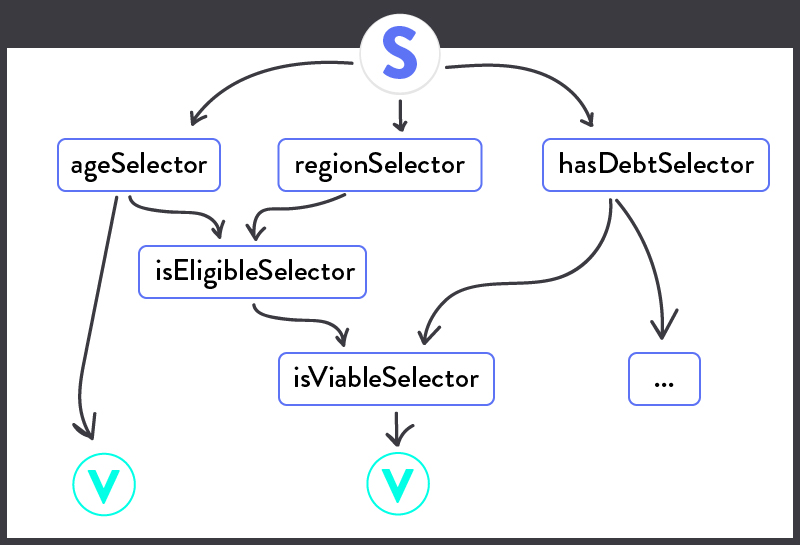 S
ageSelector
regionSelector
hasDebtSelector
isEligibleSelector
isViableSelector
...
V
V